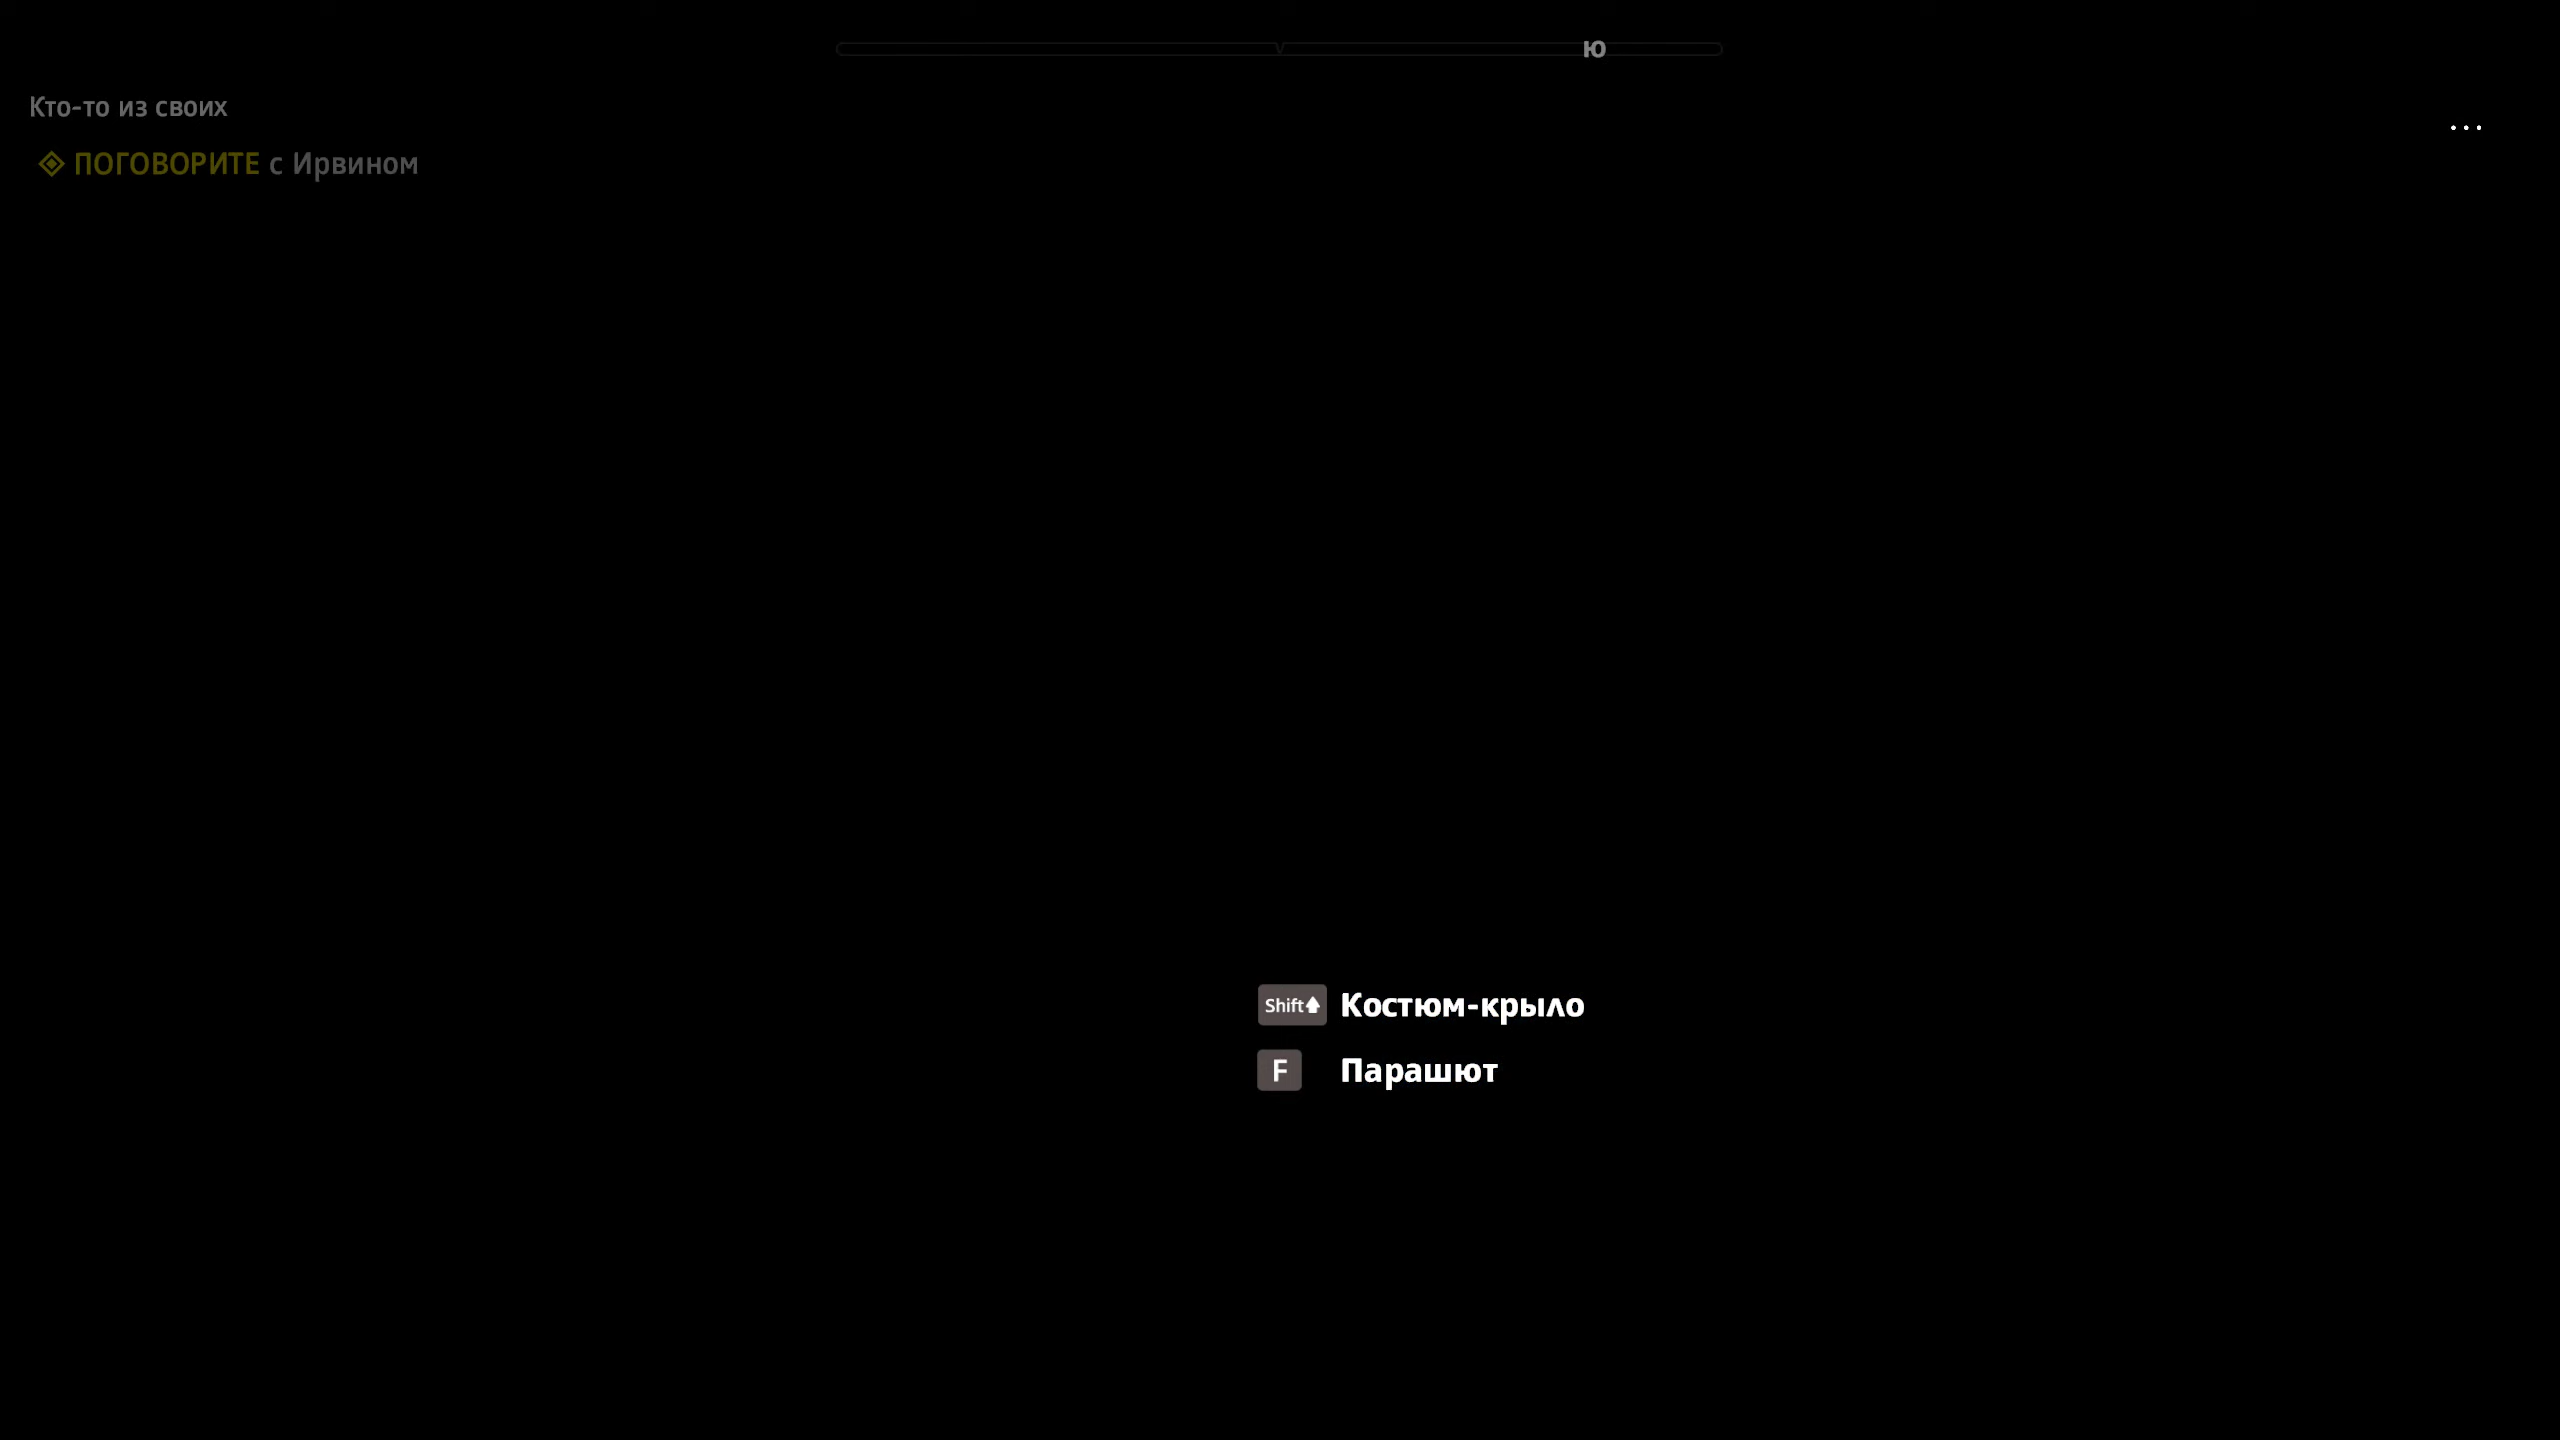 Ю
Кто-то из своих
...
ПОГОВОРИТЕ с Ирвином
Shift Костюм-крыло
F Парашют